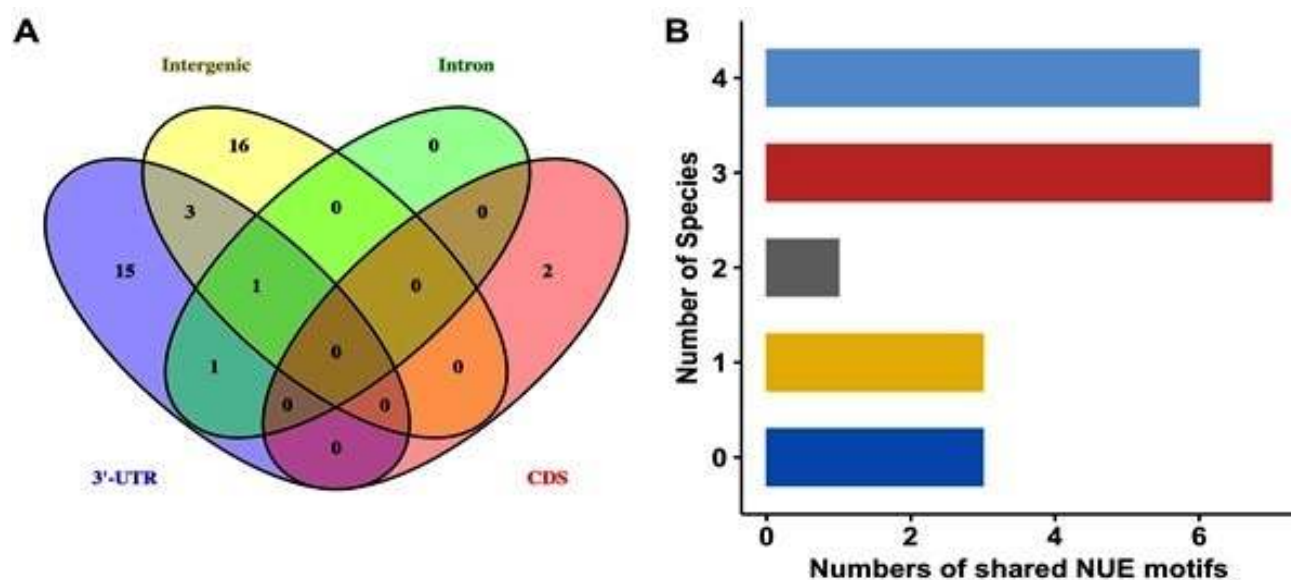 A
Intergenic
Intron
16
0
3
0
0
15
1
0
2
1
0
0
0
0
0
3'-UTR
CDS
B
Number of Species
4
3
2
1
0
0 2 4 6
Numbers of shared NUE motifs